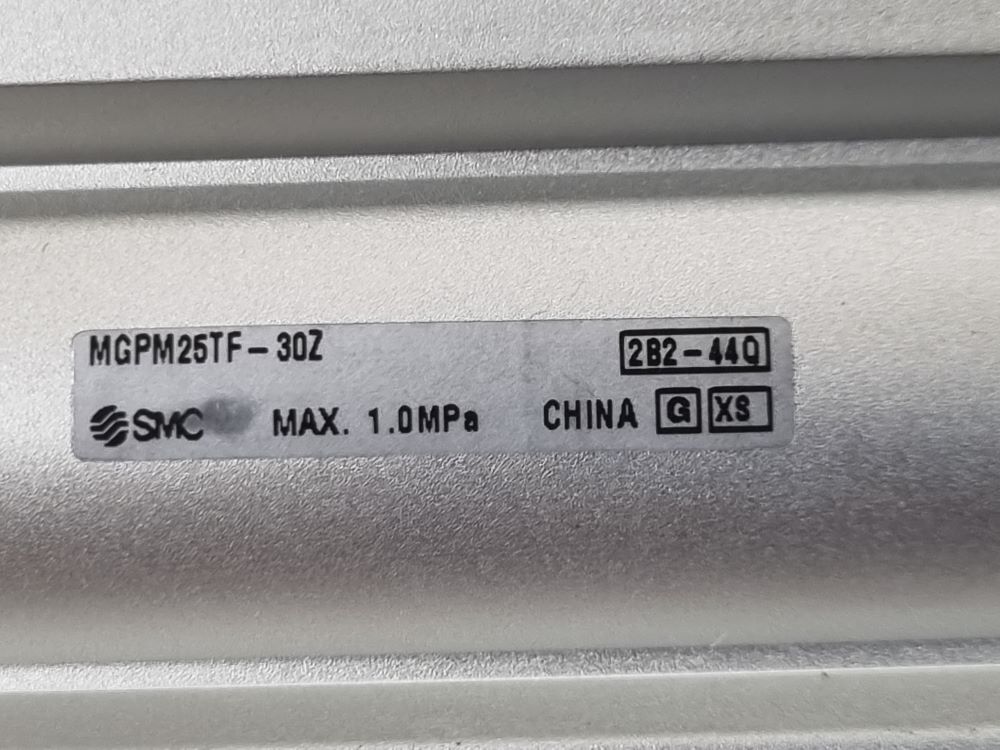 MGPM25TF-30Z 2B2-44Q
SMC MAX. 1.0MPa CHINA G XS